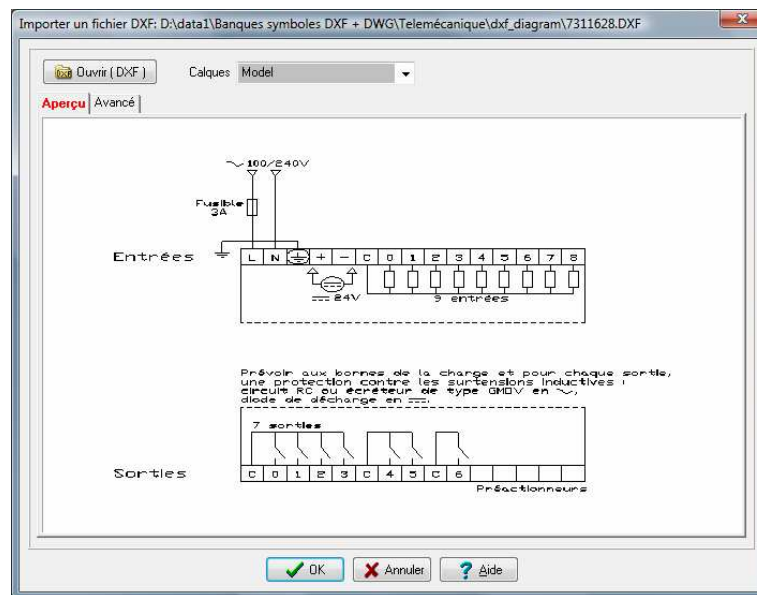 Importer un fichier DXF: D:\data1\Banques symboles DXF + DWG\Telemécanique\dxf_diagram\7311628.DXF
Ouvrir ( DXF )
Calques
Model
Aperçu
Avancé
100/240V
Fusible
3A
Entrées
L N + - C 0 1 2 3 4 5 6 7 8
24V
9 entrées
Prévoir aux bornes de la charge et pour chaque sortie,
une protection contre les surtensions inductives :
circuit RC ou écréteur de type GMOV en ~,
diode de décharge en ⎓.
7 sorties
Sorties
C 0 1 2 3 C 4 5 C 6
Préactionneurs
OK
Annuler
? Aide